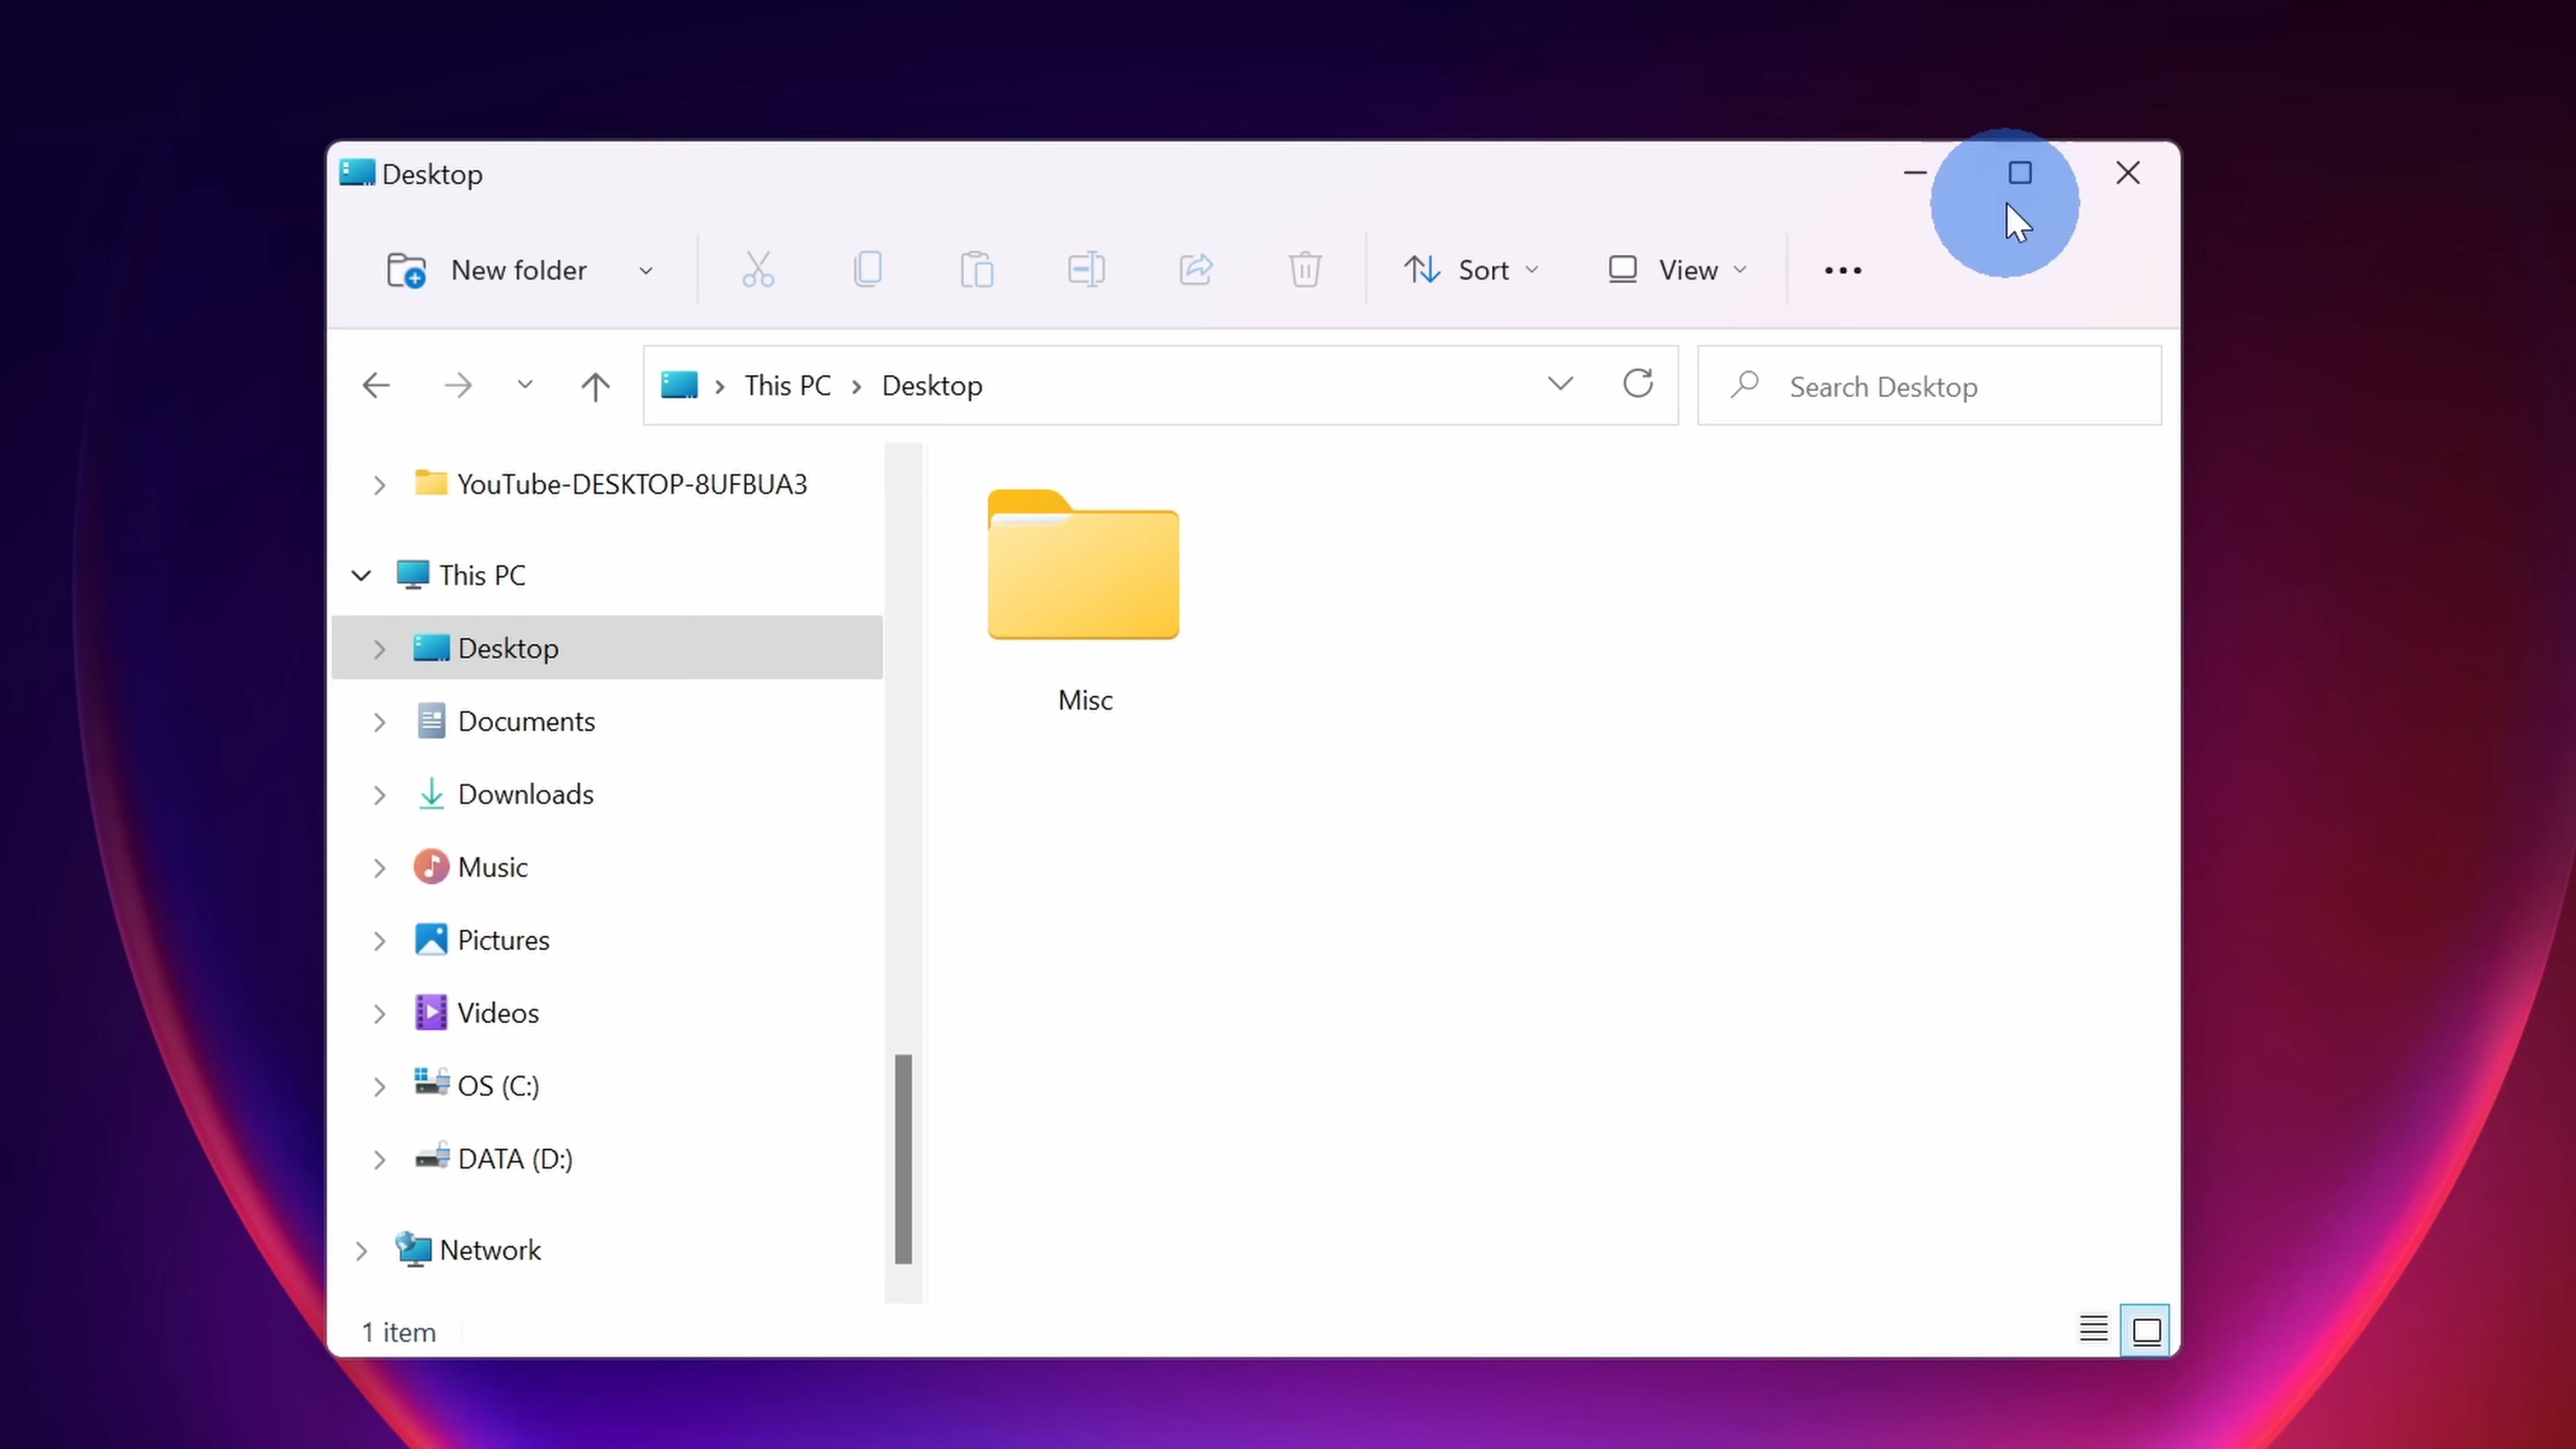 Desktop
New folder
Sort
View
This PC
Desktop
Search Desktop
YouTube-DESKTOP-8UFBUA3
This PC
Desktop
Documents
Downloads
Music
Pictures
Videos
OS (C:)
DATA (D:)
Network
Misc
1 item